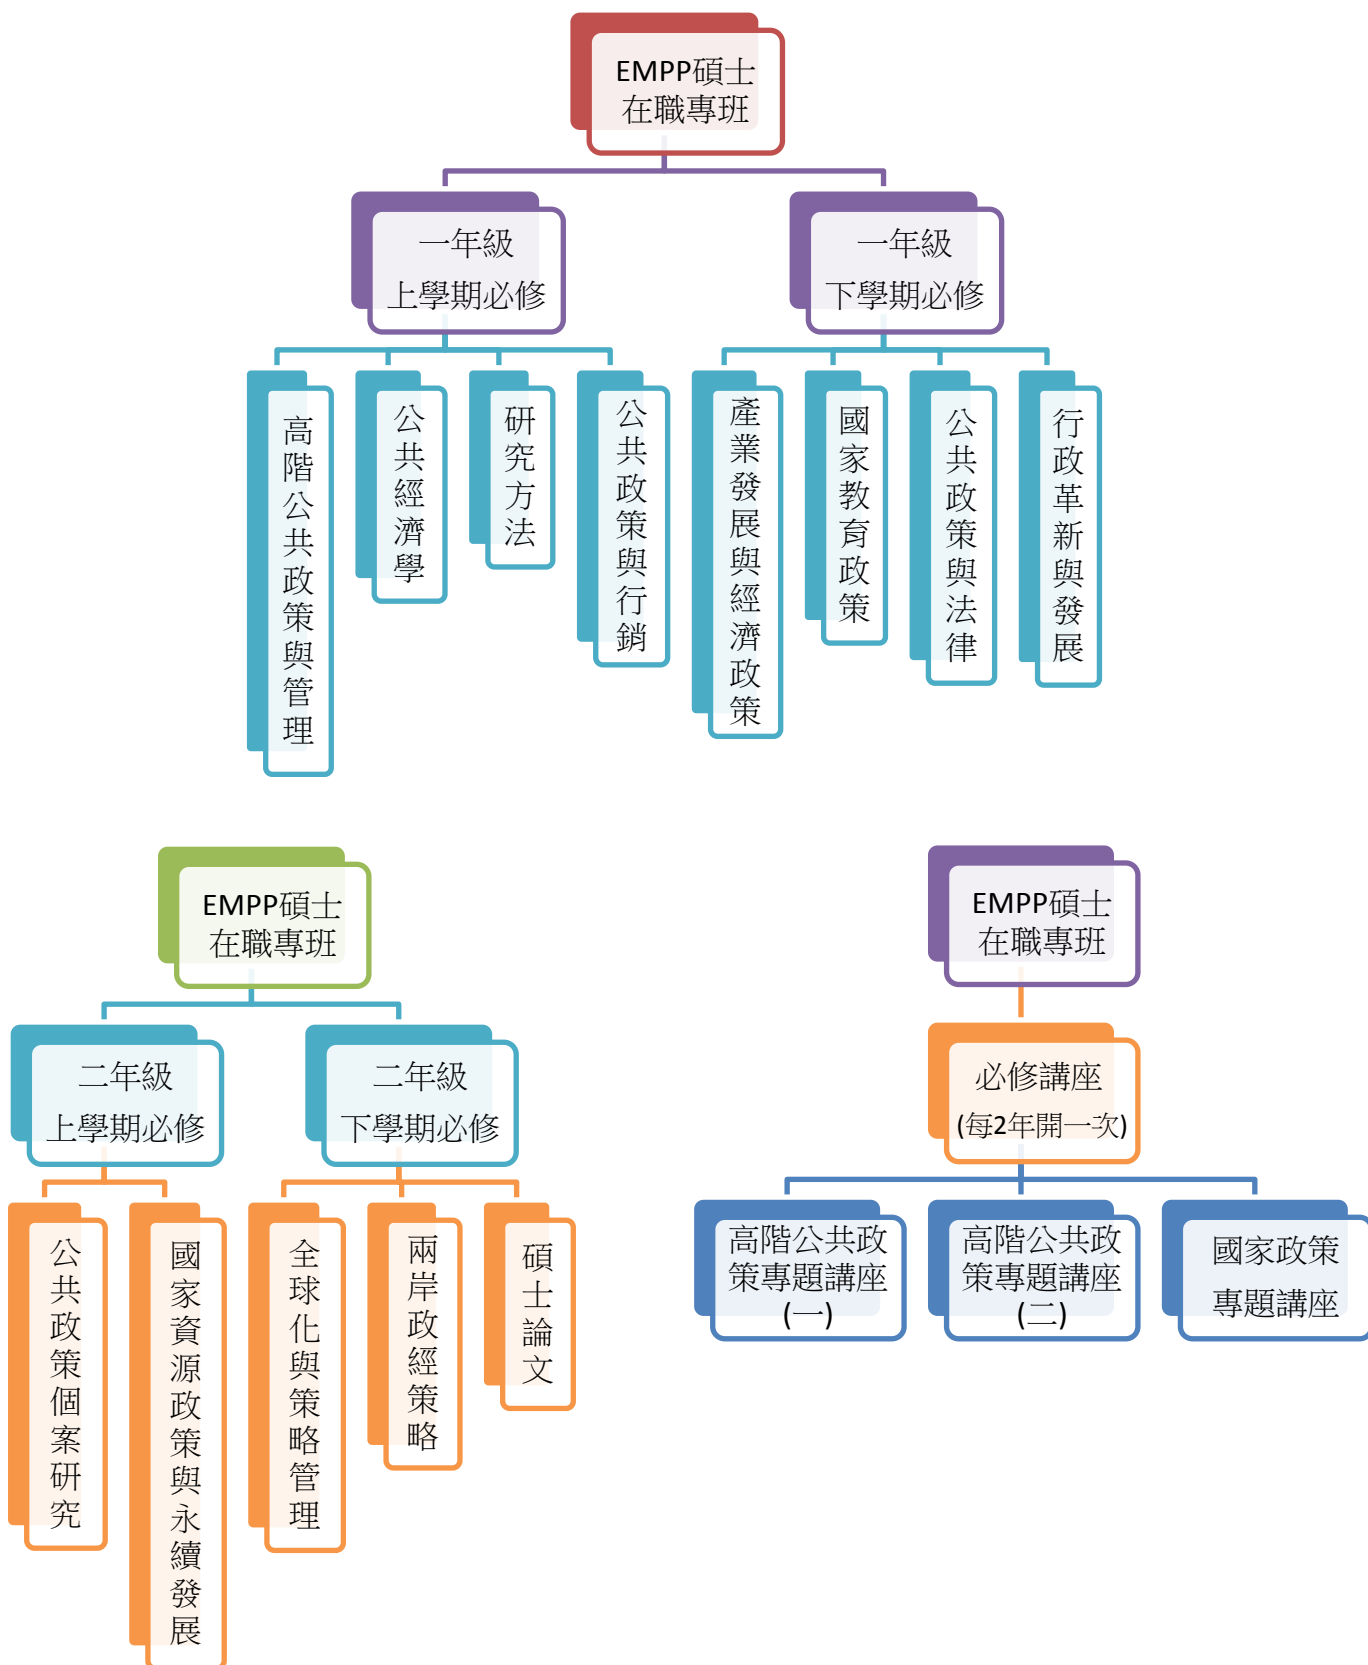 EMPP碩士
在職專班
一年級
上學期必修
一年級
下學期必修
高階公共政策與管理
公共經濟學
研究方法
公共政策與行銷
產業發展與經濟政策
國家教育政策
公共政策與法律
行政革新與發展
EMPP碩士
在職專班
二年級
上學期必修
二年級
下學期必修
公共政策個案研究
國家資源政策與永續發展
全球化與策略管理
兩岸政經策略
碩士論文
EMPP碩士
在職專班
必修講座
(每2年開一次)
高階公共政
策專題講座
(一)
高階公共政
策專題講座
(二)
國家政策
專題講座